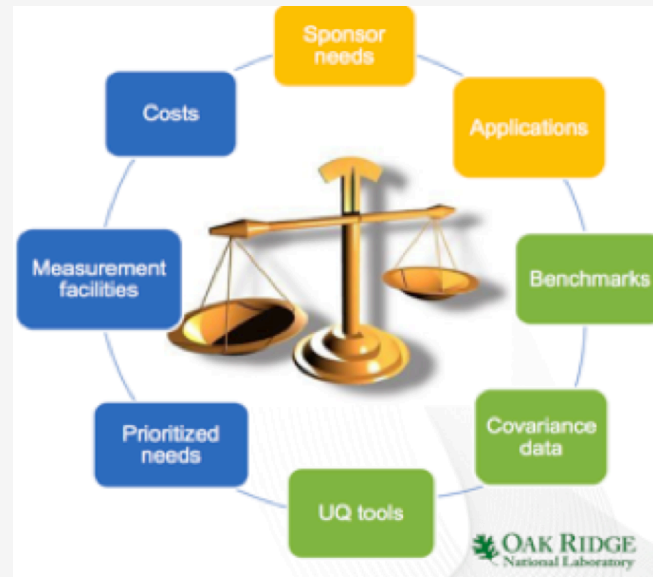 Sponsor
needs
Applications
Benchmarks
Covariance
data
UQ tools
Prioritized
needs
Measurement
facilities
Costs
OAK RIDGE
National Laboratory